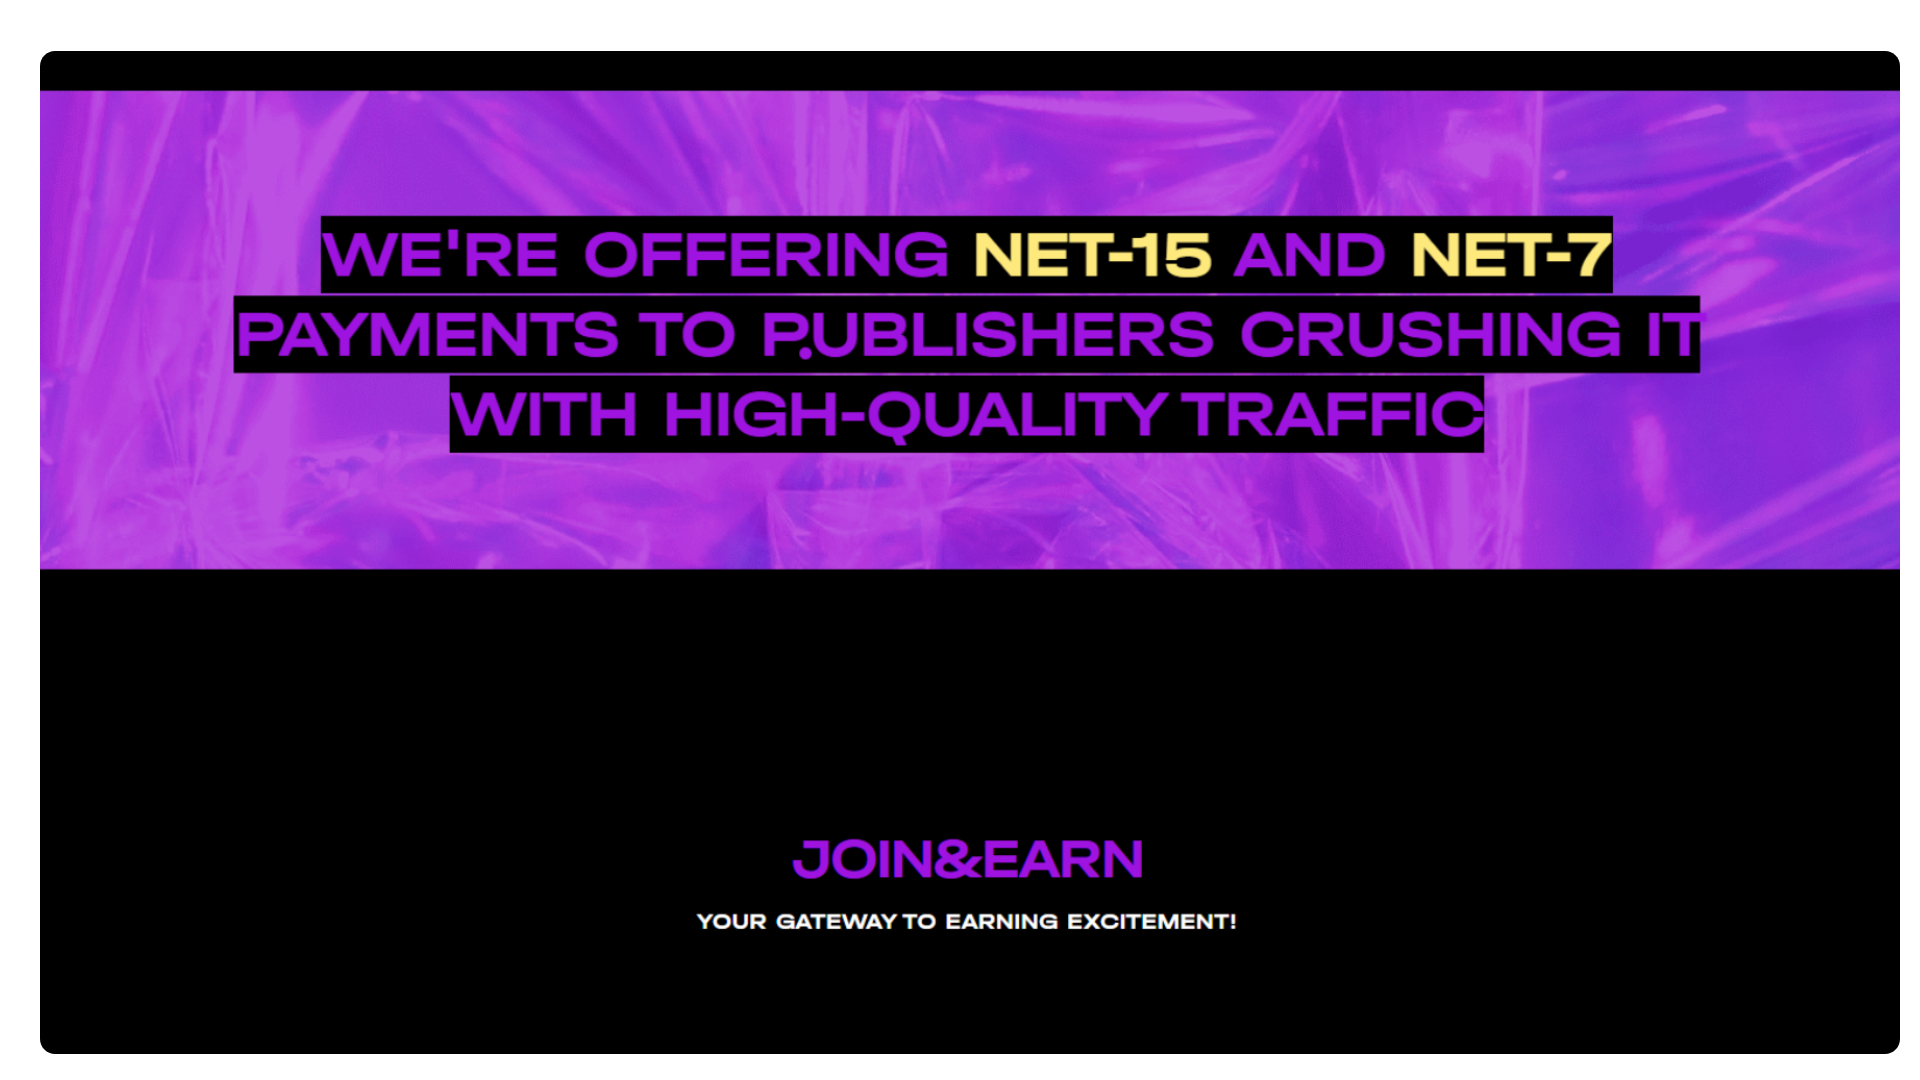 WE'RE OFFERING NET-15 AND NET-7
PAYMENTS TO P.UBLISHERS CRUSHING IT
WITH HIGH-QUALITY TRAFFIC
JOIN&EARN
YOUR GATEWAY TO EARNING EXCITEMENT!